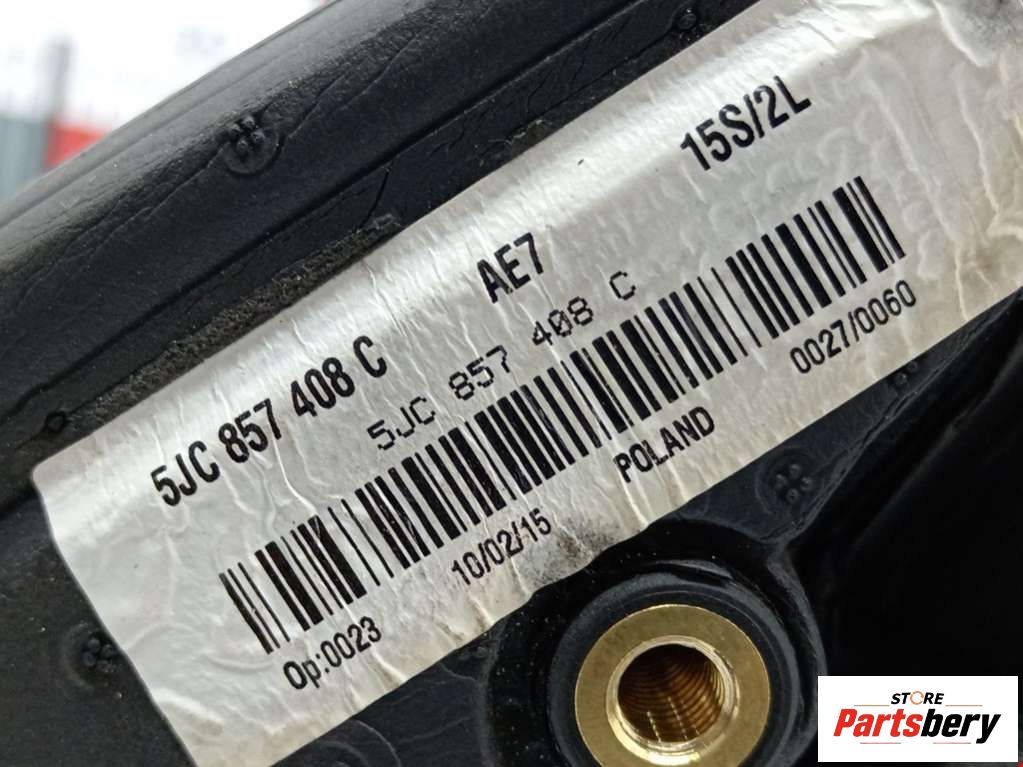 15S/2L
AE7
5JC 857 408 C
5JC 857 408 C
0027/0060
POLAND
10/02/15
Op:0023
STORE
Partsbery